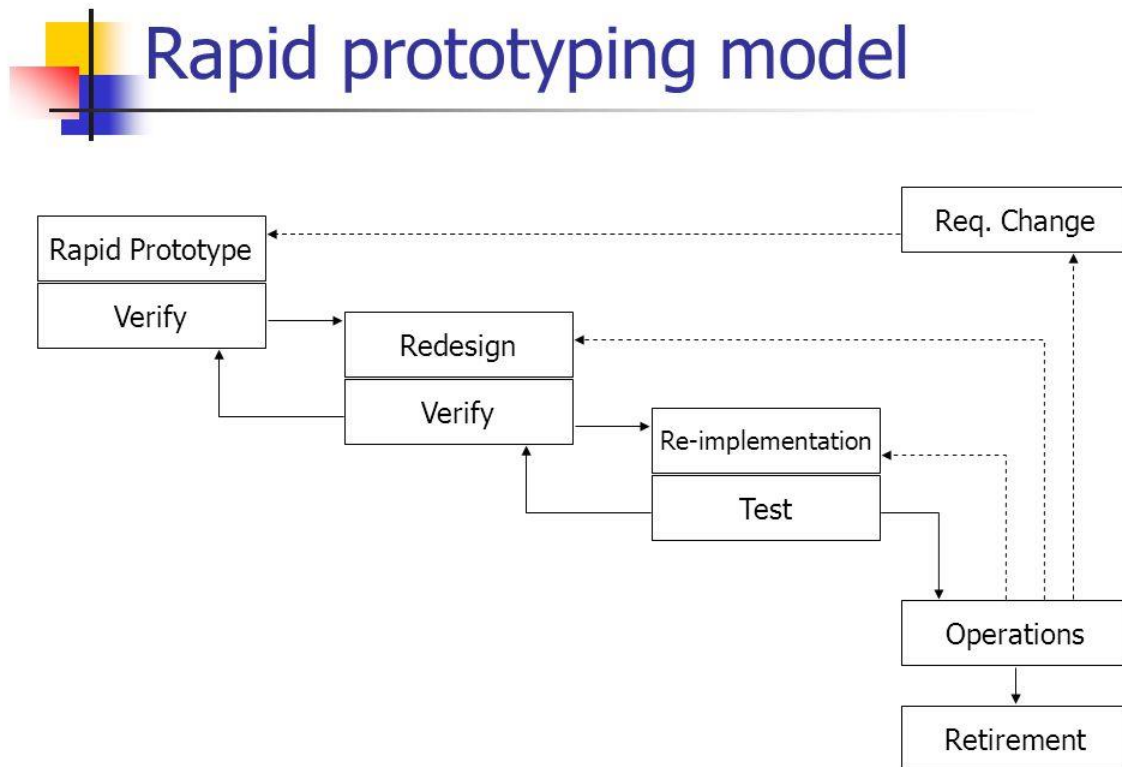 Rapid prototyping model
Req. Change
Rapid Prototype
Verify
Redesign
Verify
Re-implementation
Test
Operations
Retirement